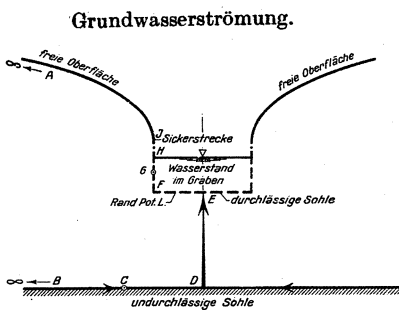 Grundwasserströmung.
freie Oberfläche
freie Oberfläche
∞ A
J Sickerstrecke
H
Wasserstand
im Graben
6
F
Rand Pot. L.
E
durchlässige Sohle
∞ B
C
D
undurchlässige Sohle